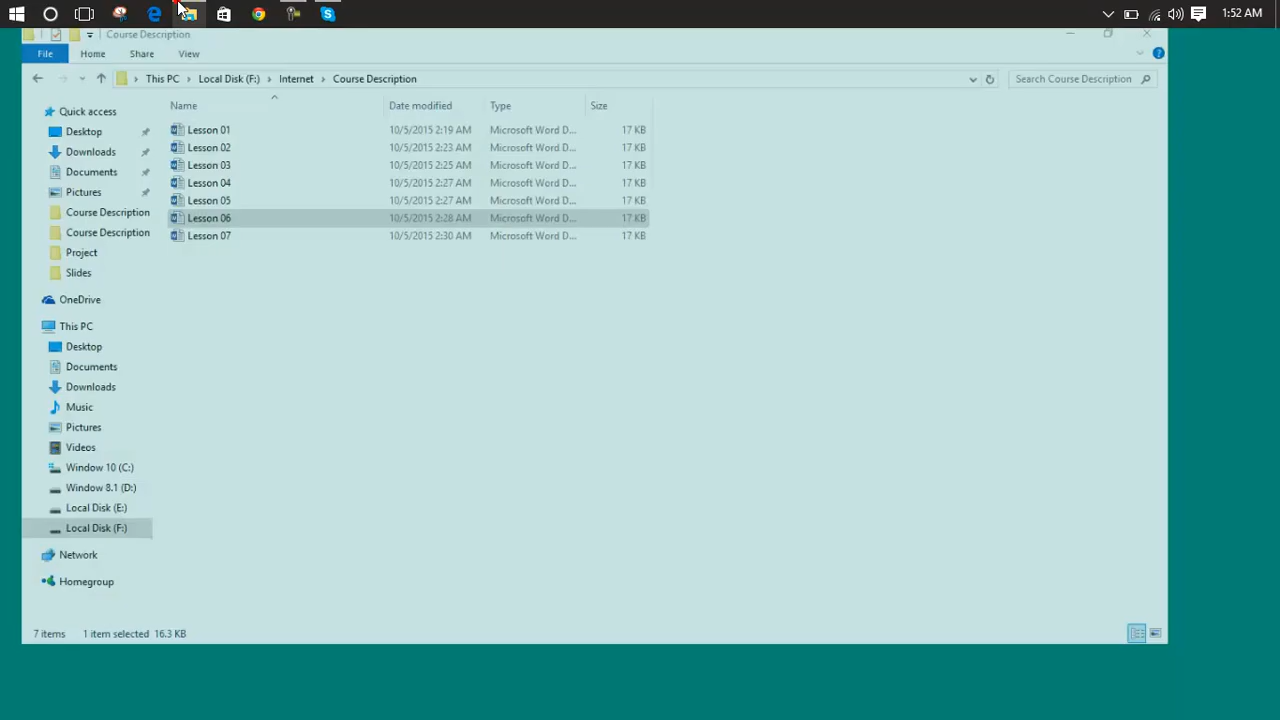 1:52 AM
Course Description
File Home Share View
This PC Local Disk (F:) Internet Course Description Search Course Description
Name Date modified Type Size
Lesson 01 10/5/2015 2:19 AM Microsoft Word D... 17 KB
Lesson 02 10/5/2015 2:23 AM Microsoft Word D... 17 KB
Lesson 03 10/5/2015 2:25 AM Microsoft Word D... 17 KB
Lesson 04 10/5/2015 2:27 AM Microsoft Word D... 17 KB
Lesson 05 10/5/2015 2:27 AM Microsoft Word D... 17 KB
Lesson 06 10/5/2015 2:28 AM Microsoft Word D... 17 KB
Lesson 07 10/5/2015 2:30 AM Microsoft Word D... 17 KB
Quick access
Desktop
Downloads
Documents
Pictures
Course Description
Course Description
Project
Slides
OneDrive
This PC
Desktop
Documents
Downloads
Music
Pictures
Videos
Window 10 (C:)
Window 8.1 (D:)
Local Disk (E:)
Local Disk (F:)
Network
Homegroup
7 items 1 item selected 16.3 KB